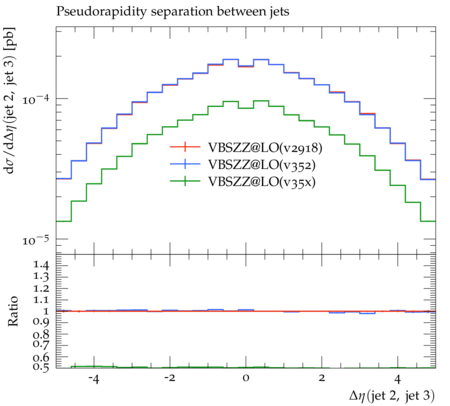 Pseudorapidity separation between jets
dσ/dΔη(jet 2, jet 3) [pb]
10⁻⁴
VBSZZ@LO(v2918)
VBSZZ@LO(v352)
VBSZZ@LO(v35x)
10⁻⁵
Ratio
1.4
1.3
1.2
1.1
1
0.9
0.8
0.7
0.6
0.5
-4 -2 0 2 4
Δη(jet 2, jet 3)